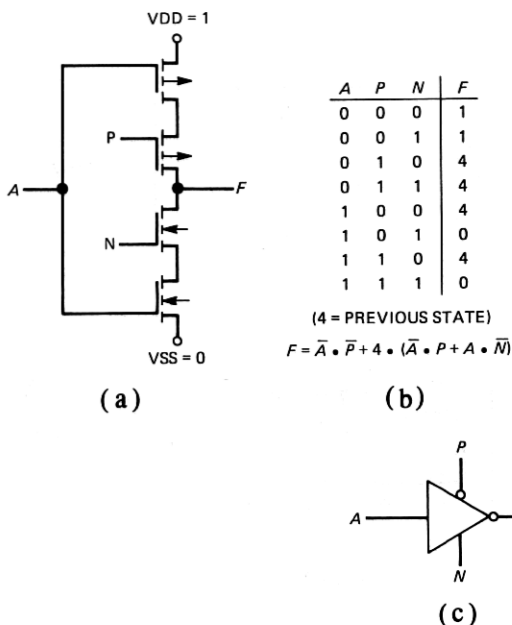 VDD = 1
P
A
F
N
VSS = 0
(a)
A P N F
0 0 0 1
0 0 1 1
0 1 0 4
0 1 1 4
1 0 0 4
1 0 1 0
1 1 0 4
1 1 1 0
(4 = PREVIOUS STATE)
F = A̅ • P̅ + 4 • (A̅ • P + A • N̅)
(b)
P
A
N
(c)